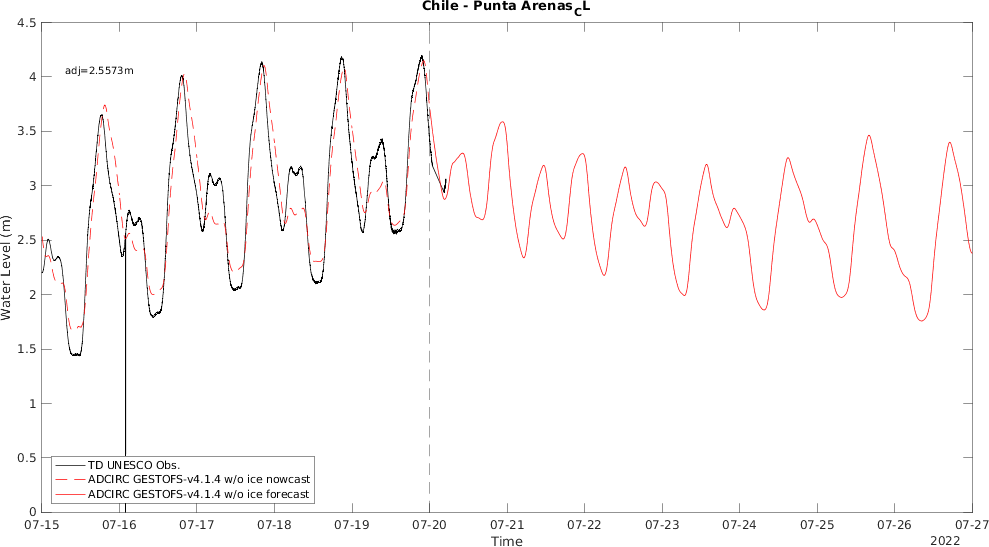 Chile - Punta Arenas_CL
adj=2.5573m
Water Level (m)
4.5
4
3.5
3
2.5
2
1.5
1
0.5
0
TD UNESCO Obs.
ADCIRC GESTOFS-v4.1.4 w/o ice nowcast
ADCIRC GESTOFS-v4.1.4 w/o ice forecast
07-15 07-16 07-17 07-18 07-19 07-20 07-21 07-22 07-23 07-24 07-25 07-26 07-27
Time
2022